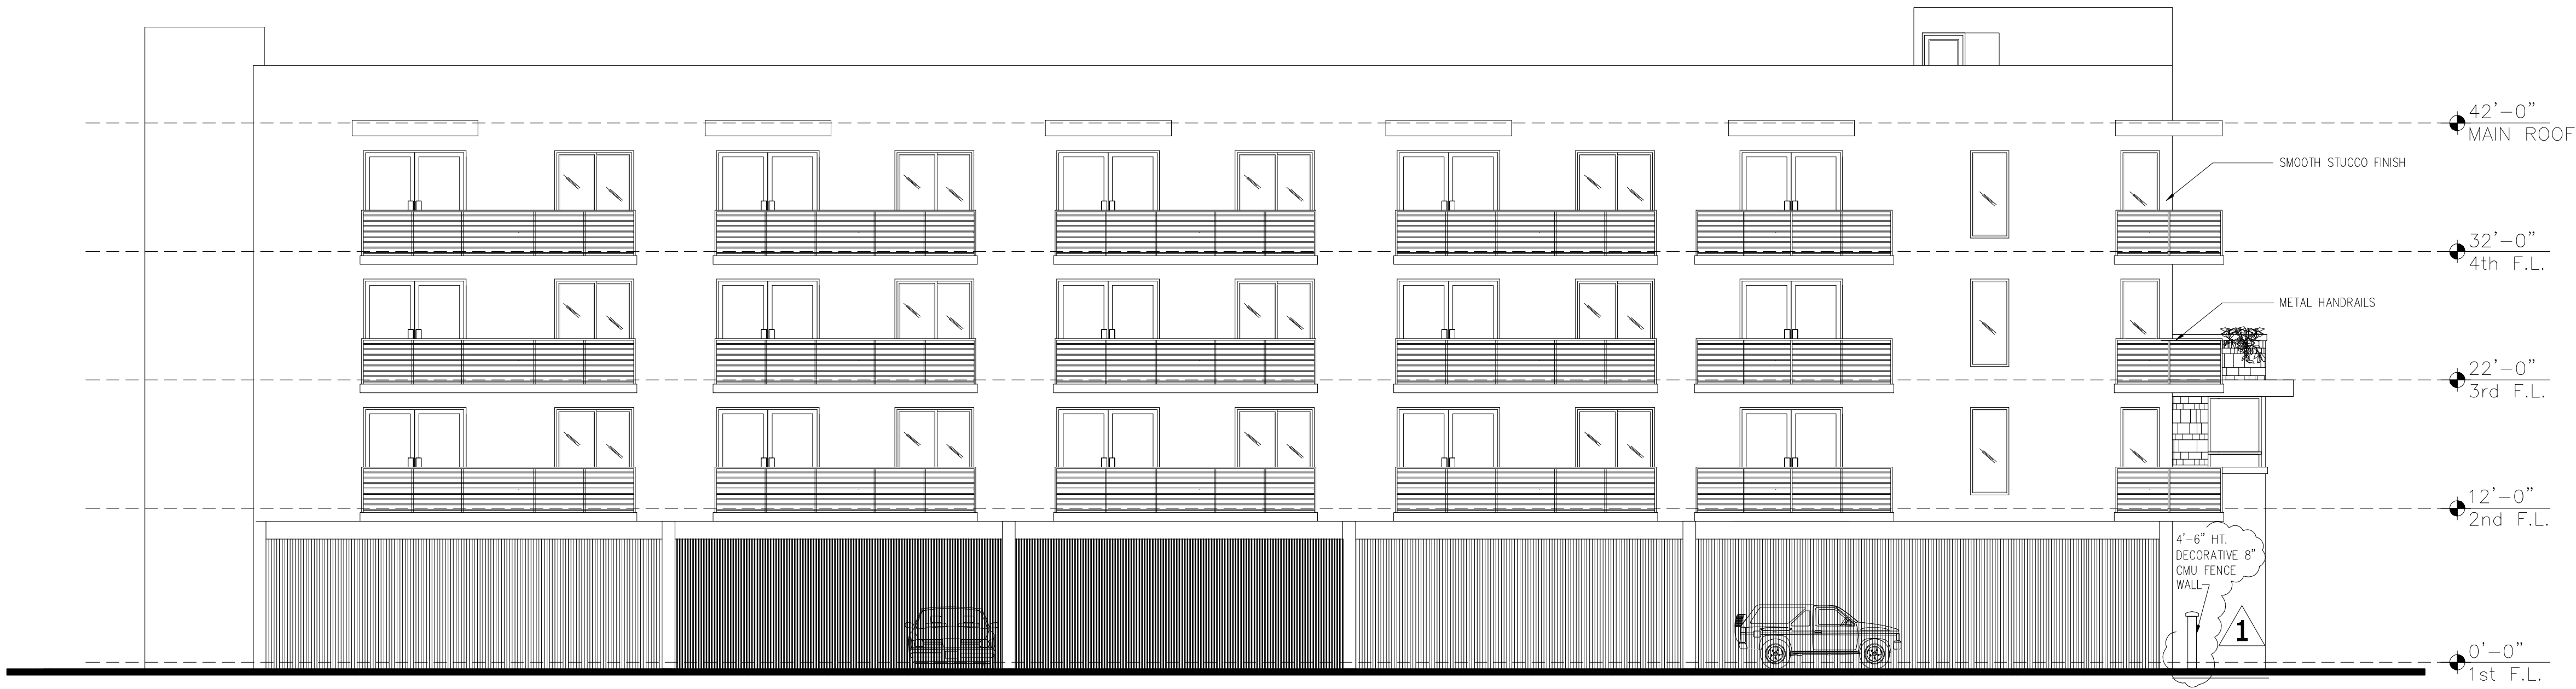 42'-0"
MAIN ROOF
SMOOTH STUCCO FINISH
32'-0"
4th F.L.
METAL HANDRAILS
22'-0"
3rd F.L.
12'-0"
2nd F.L.
4'-6" HT.
DECORATIVE 8"
CMU FENCE
WALL
1
0'-0"
1st F.L.